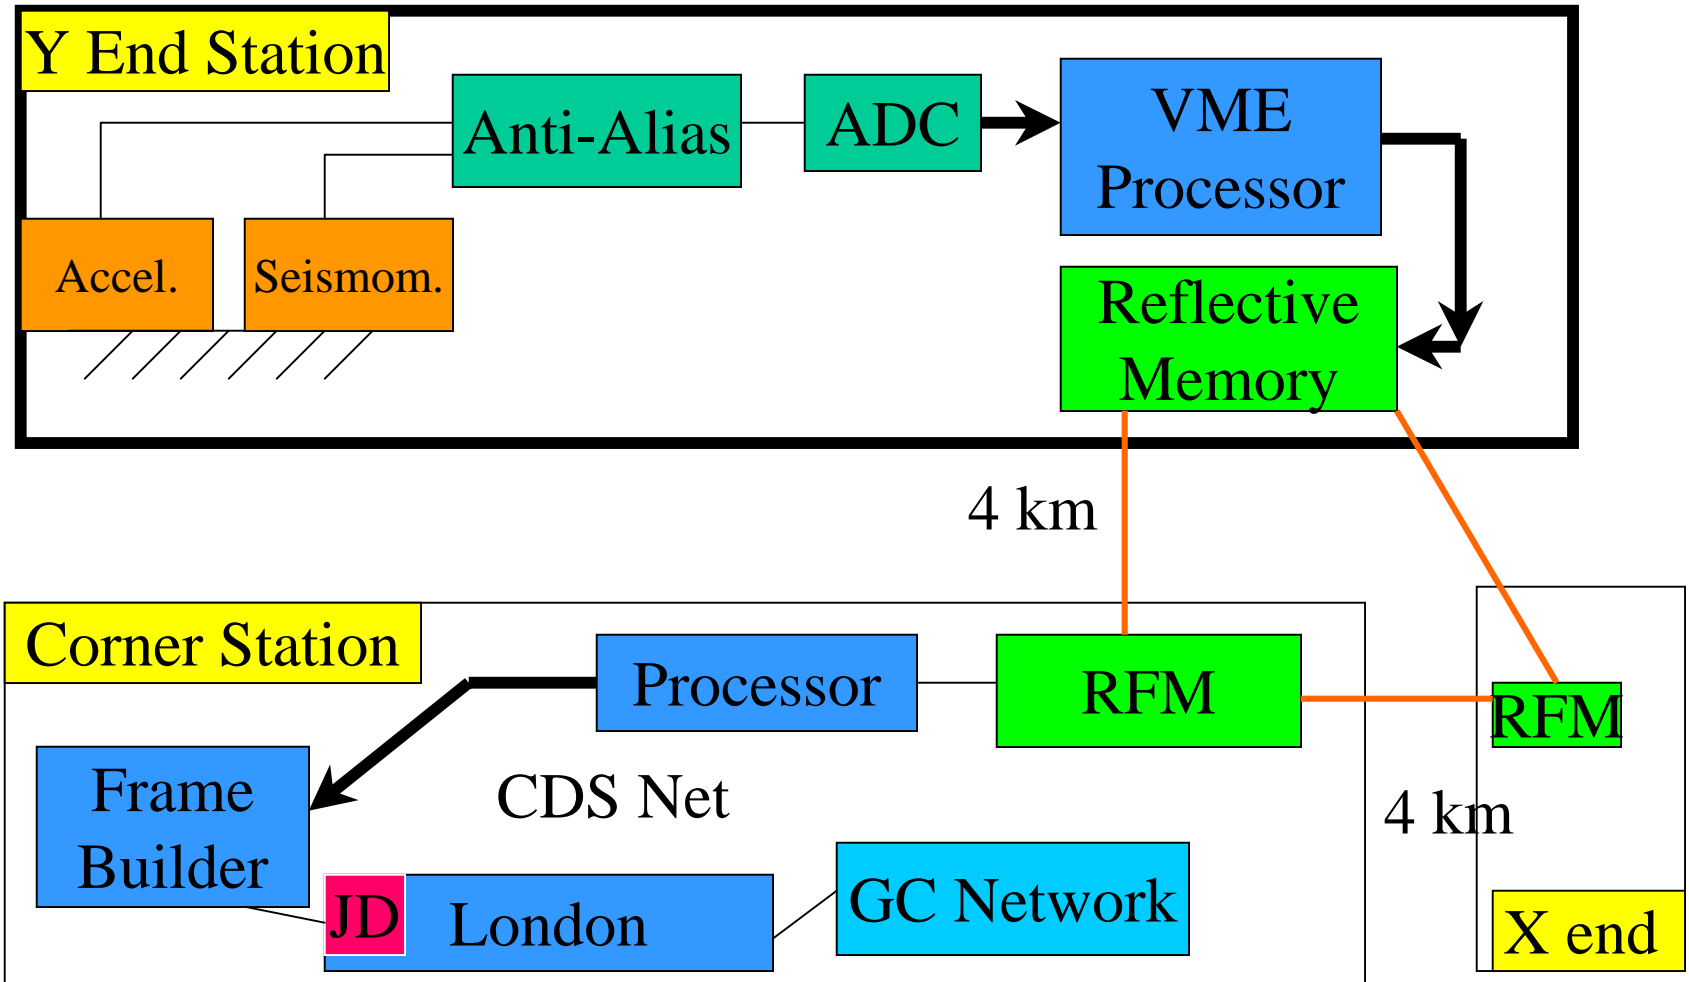 Y End Station
Anti-Alias
ADC
VME
Processor
Accel.
Seismom.
Reflective
Memory
4 km
Corner Station
Processor
RFM
RFM
Frame
Builder
CDS Net
4 km
JD
London
GC Network
X end